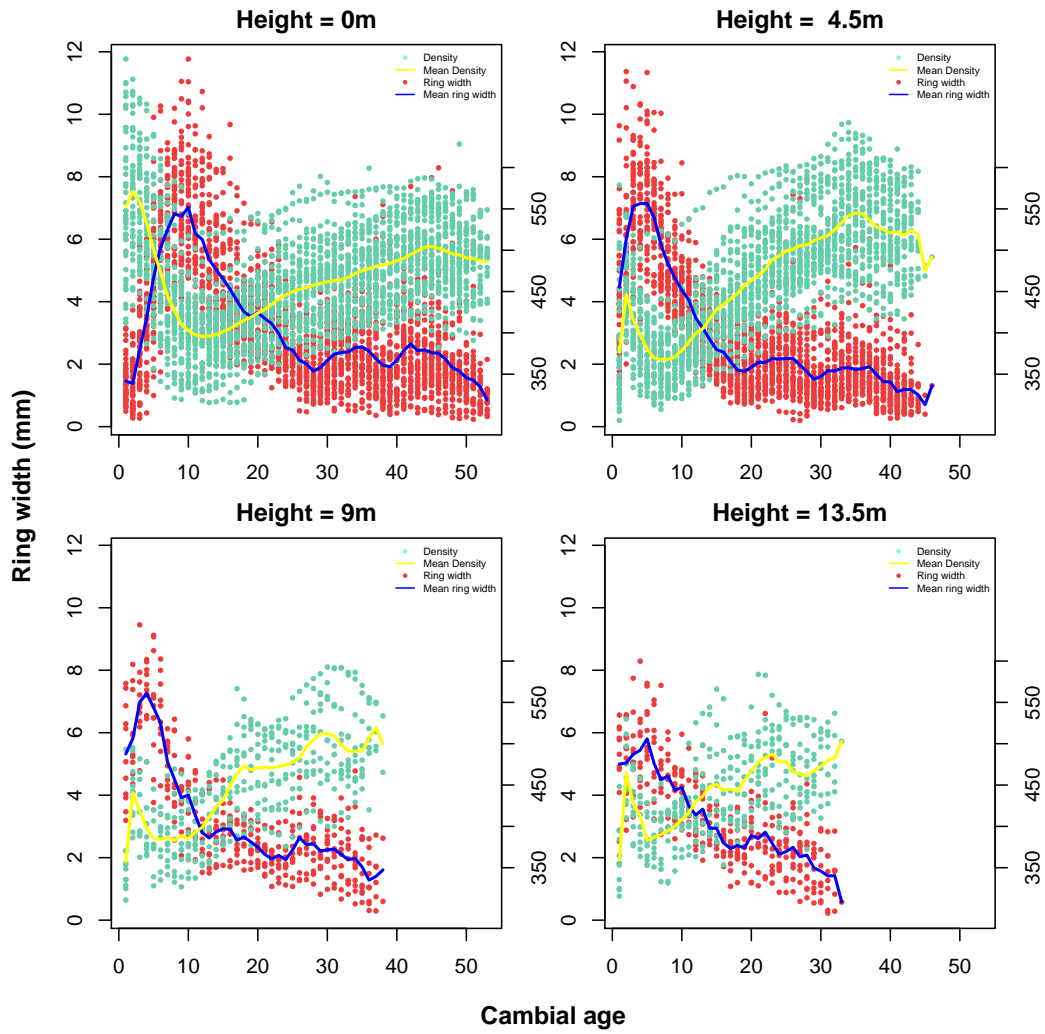 Height = 0m
Height =  4.5m
Density
Mean Density
Ring width
Mean ring width
Density
Mean Density
Ring width
Mean ring width
0 2 4 6 8 10 12
350 450 550
0 2 4 6 8 10 12
350 450 550
0 10 20 30 40 50
0 10 20 30 40 50
Ring width (mm)
Height = 9m
Height = 13.5m
Density
Mean Density
Ring width
Mean ring width
Density
Mean Density
Ring width
Mean ring width
0 2 4 6 8 10 12
350 450 550
0 2 4 6 8 10 12
350 450 550
0 10 20 30 40 50
0 10 20 30 40 50
Cambial age